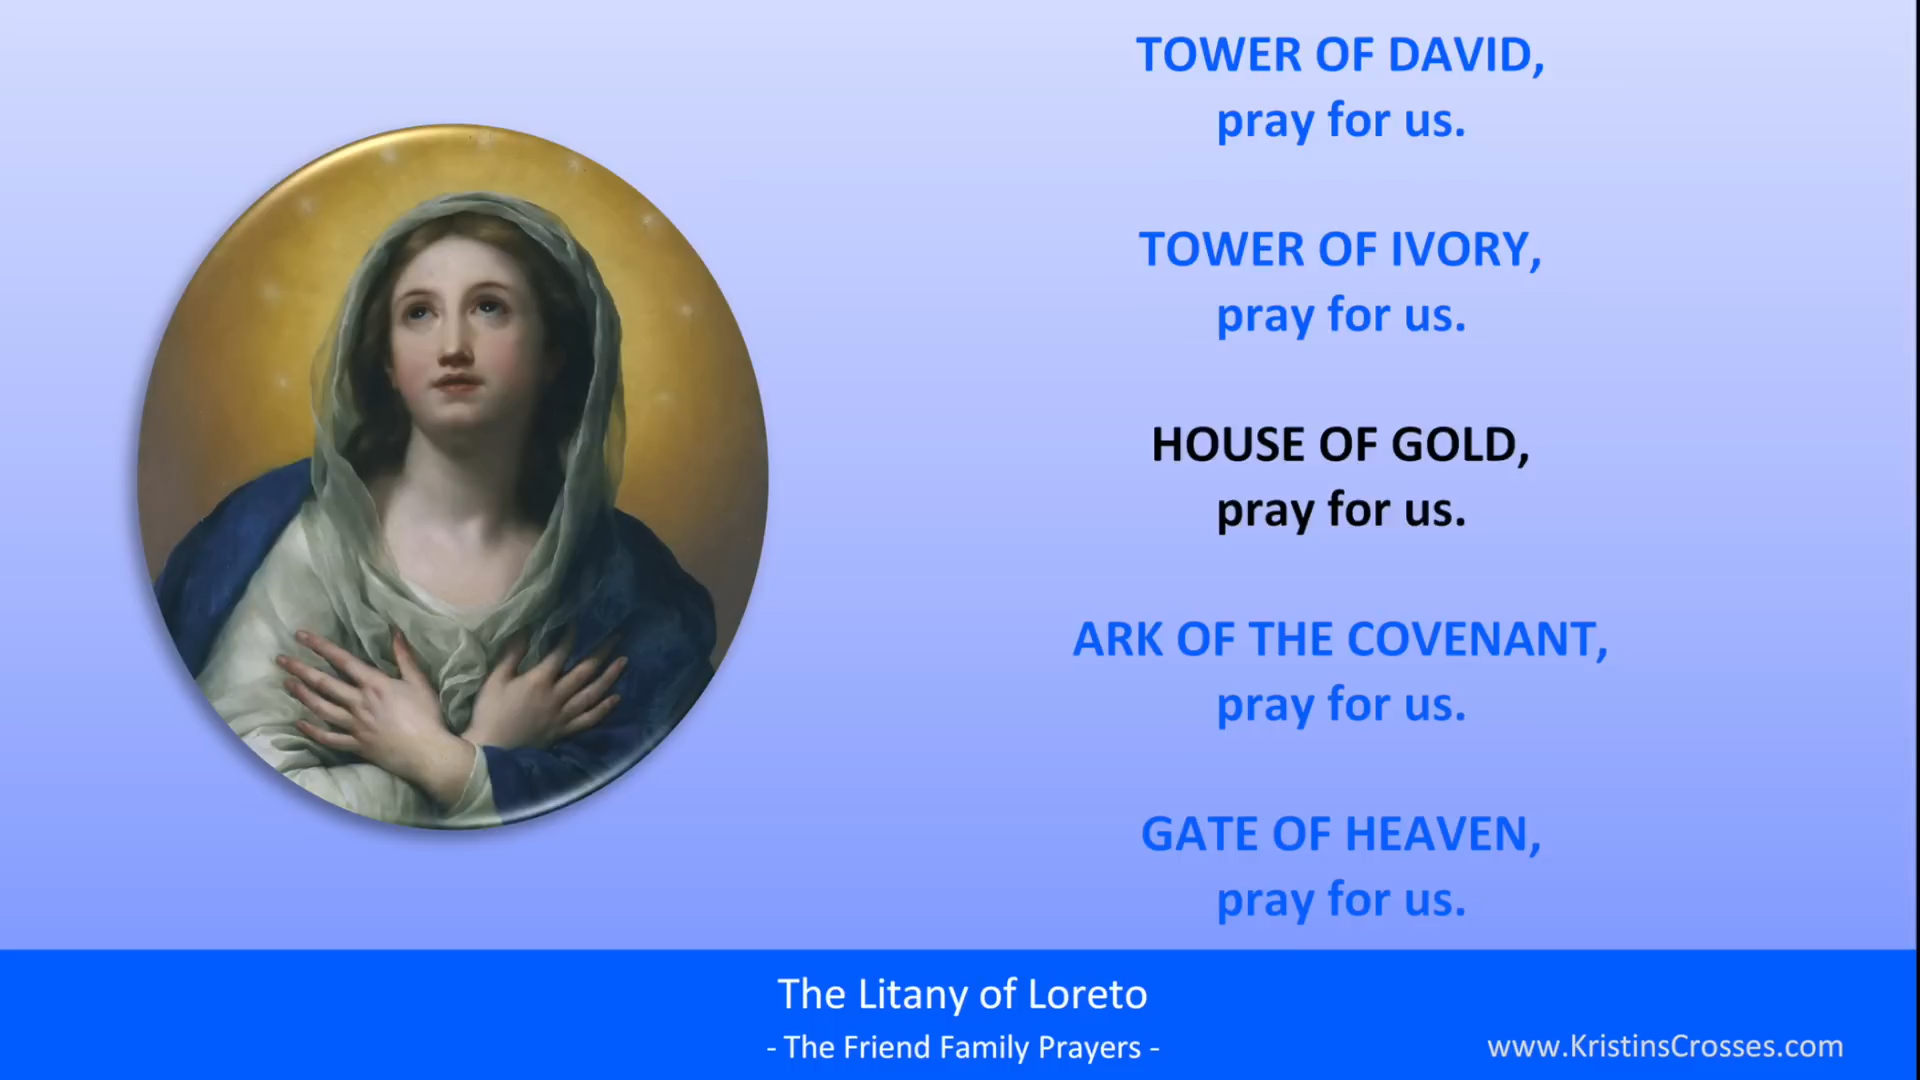 TOWER OF DAVID,
pray for us.
TOWER OF IVORY,
pray for us.
HOUSE OF GOLD,
pray for us.
ARK OF THE COVENANT,
pray for us.
GATE OF HEAVEN,
pray for us.
The Litany of Loreto
- The Friend Family Prayers -
www.KristinsCrosses.com